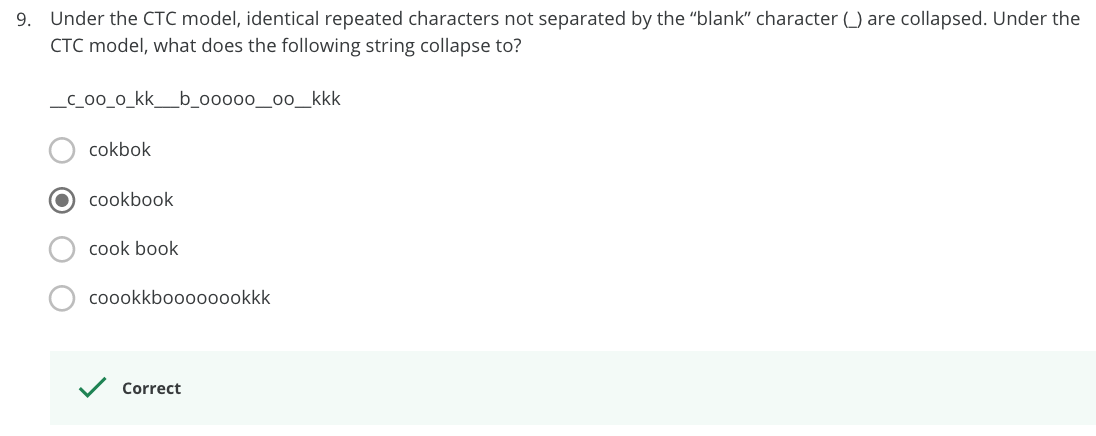 9. Under the CTC model, identical repeated characters not separated by the “blank” character (_) are collapsed. Under the
CTC model, what does the following string collapse to?
__c_oo_o_kk___b_ooooo__oo__kkk
cokbok
cookbook
cook book
coookkboooooookkk
Correct